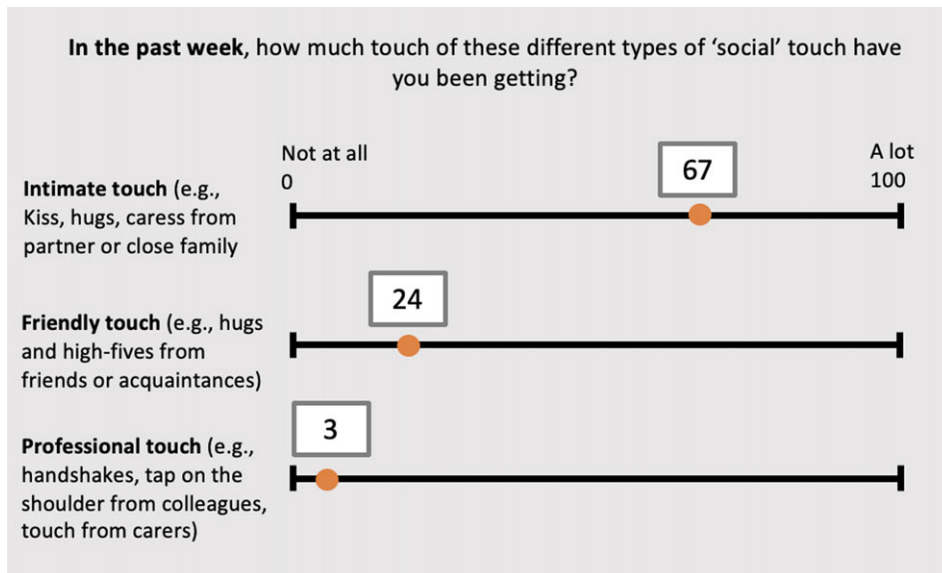 In the past week, how much touch of these different types of ‘social’ touch have
you been getting?
Not at all
0
67
A lot
100
Intimate touch (e.g.,
Kiss, hugs, caress from
partner or close family
24
Friendly touch (e.g., hugs
and high-fives from
friends or acquaintances)
3
Professional touch (e.g.,
handshakes, tap on the
shoulder from colleagues,
touch from carers)